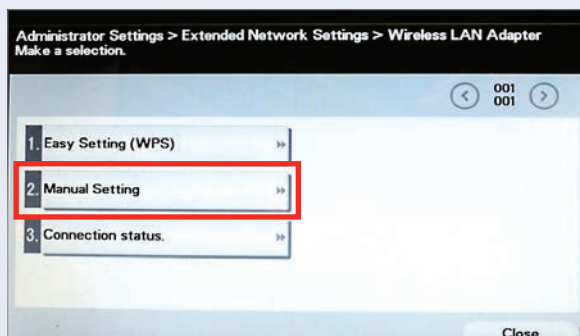 Administrator Settings > Extended Network Settings > Wireless LAN Adapter
Make a selection.
001
001
1. Easy Setting (WPS)
2. Manual Setting
3. Connection status.
Close